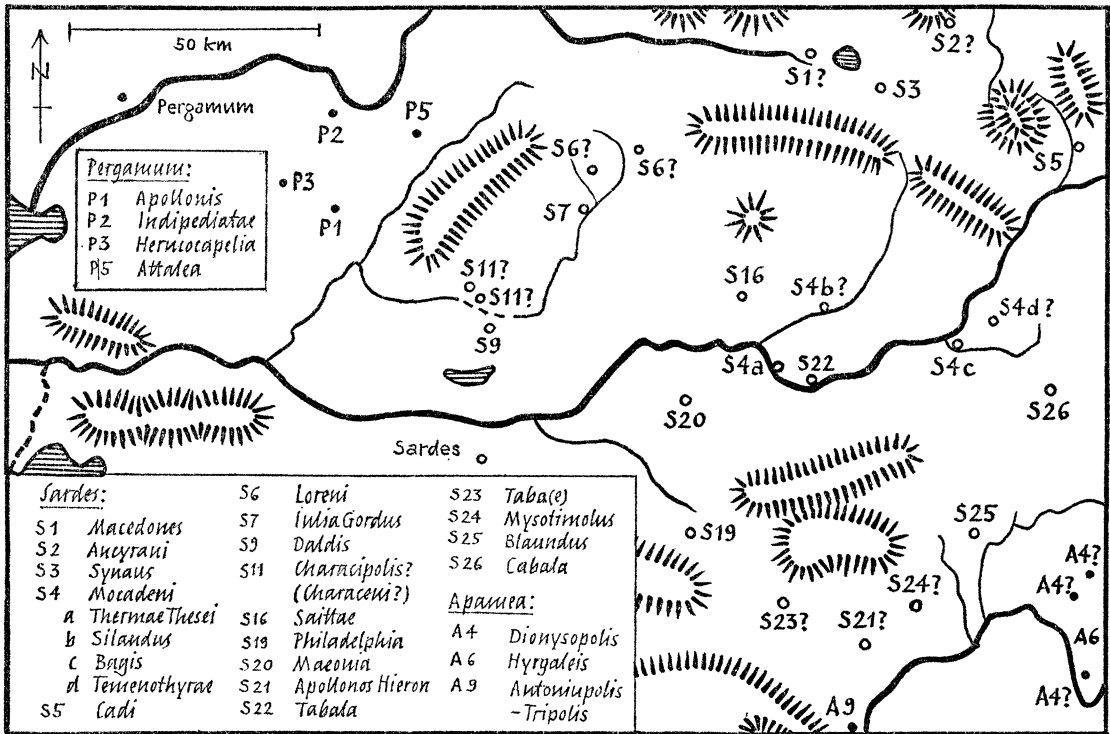 N
50 km
Pergamum
P2
P5
P3
P1
Pergamum:
P1 Apollonis
P2 Indipediatae
P3 Hermocapelia
P5 Attalea
S1?
S2?
S3
S5
S6?
S6?
S7
S11?
S11?
S9
S16
S4b?
S4a
S22
S4c
S4d?
S26
S20
Sardes
S19
S25
S24?
S23?
S21?
A4?
A4?
A6
A4?
A9
Sardes:
S1 Macedones
S2 Ancyrani
S3 Synaus
S4 Mocadeni
a Thermae Thesei
b Silandus
c Bagis
d Temenothyrae
S5 Cadi
S6 Loreni
S7 Iulia Gordus
S9 Daldis
S11 Characipolis?
(Characeni?)
S16 Saittae
S19 Philadelphia
S20 Maeonia
S21 Apollonos Hieron
S22 Tabala
S23 Taba(e)
S24 Mysotimolus
S25 Blaundus
S26 Cabala
Apamea:
A4 Dionysopolis
A6 Hyrgaleis
A9 Antoniupolis
-Tripolis